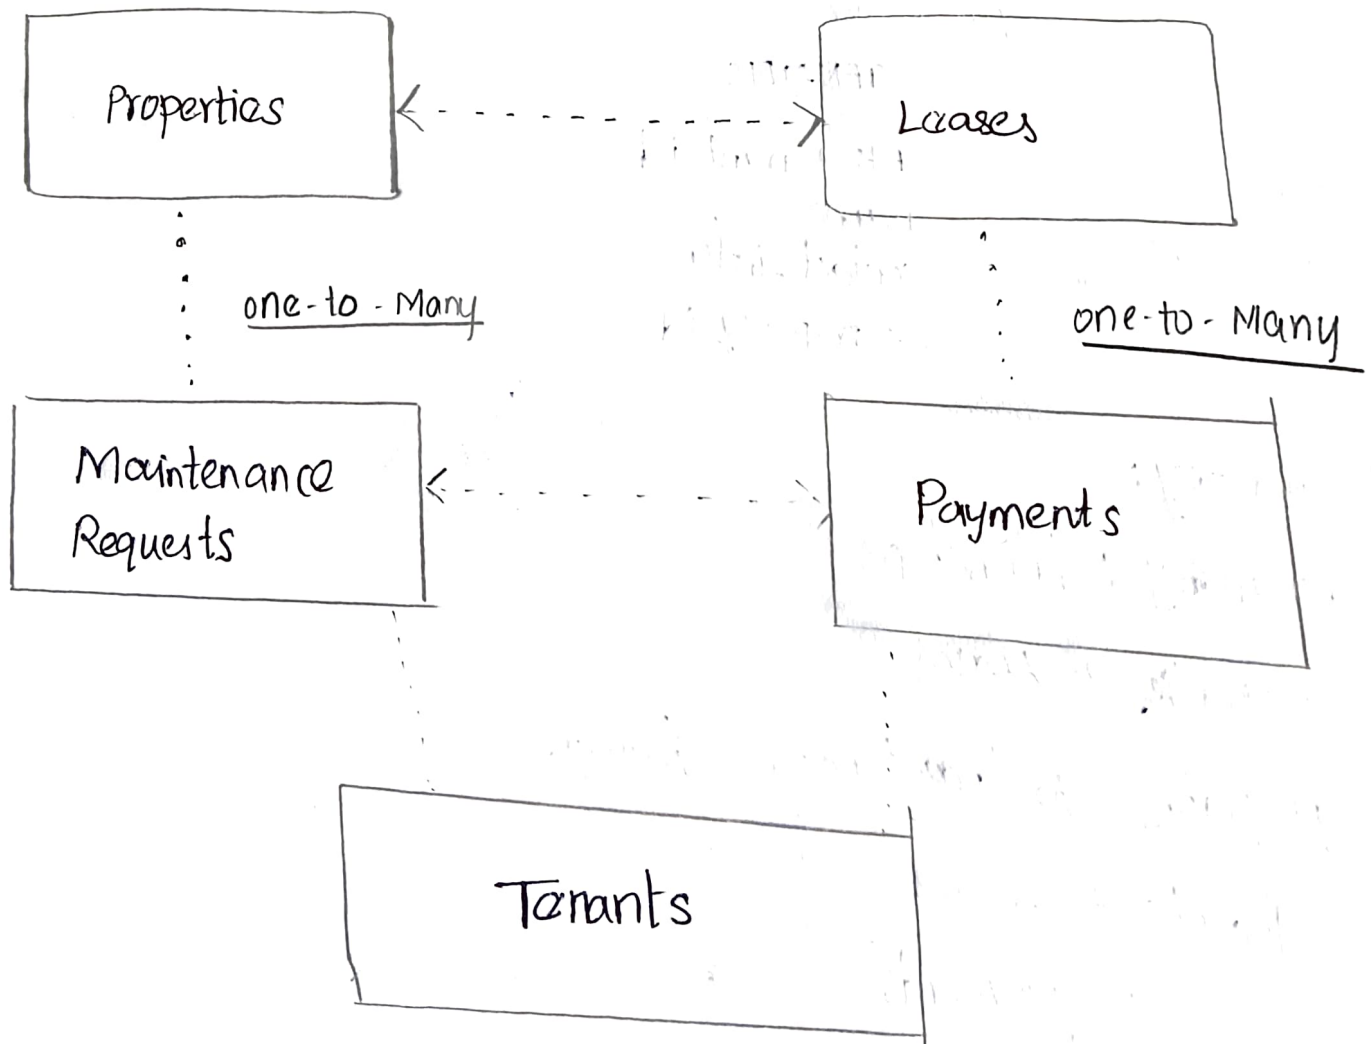 Properties
Leases
one-to-Many
one-to-Many
Maintenance
Requests
Payments
Tenants